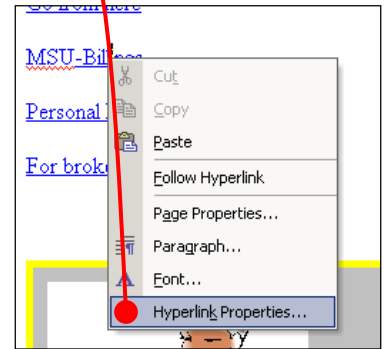 Go from here
MSU-Billings
Personal
For broke
Cut
Copy
Paste
Follow Hyperlink
Page Properties...
Paragraph...
Font...
Hyperlink Properties...